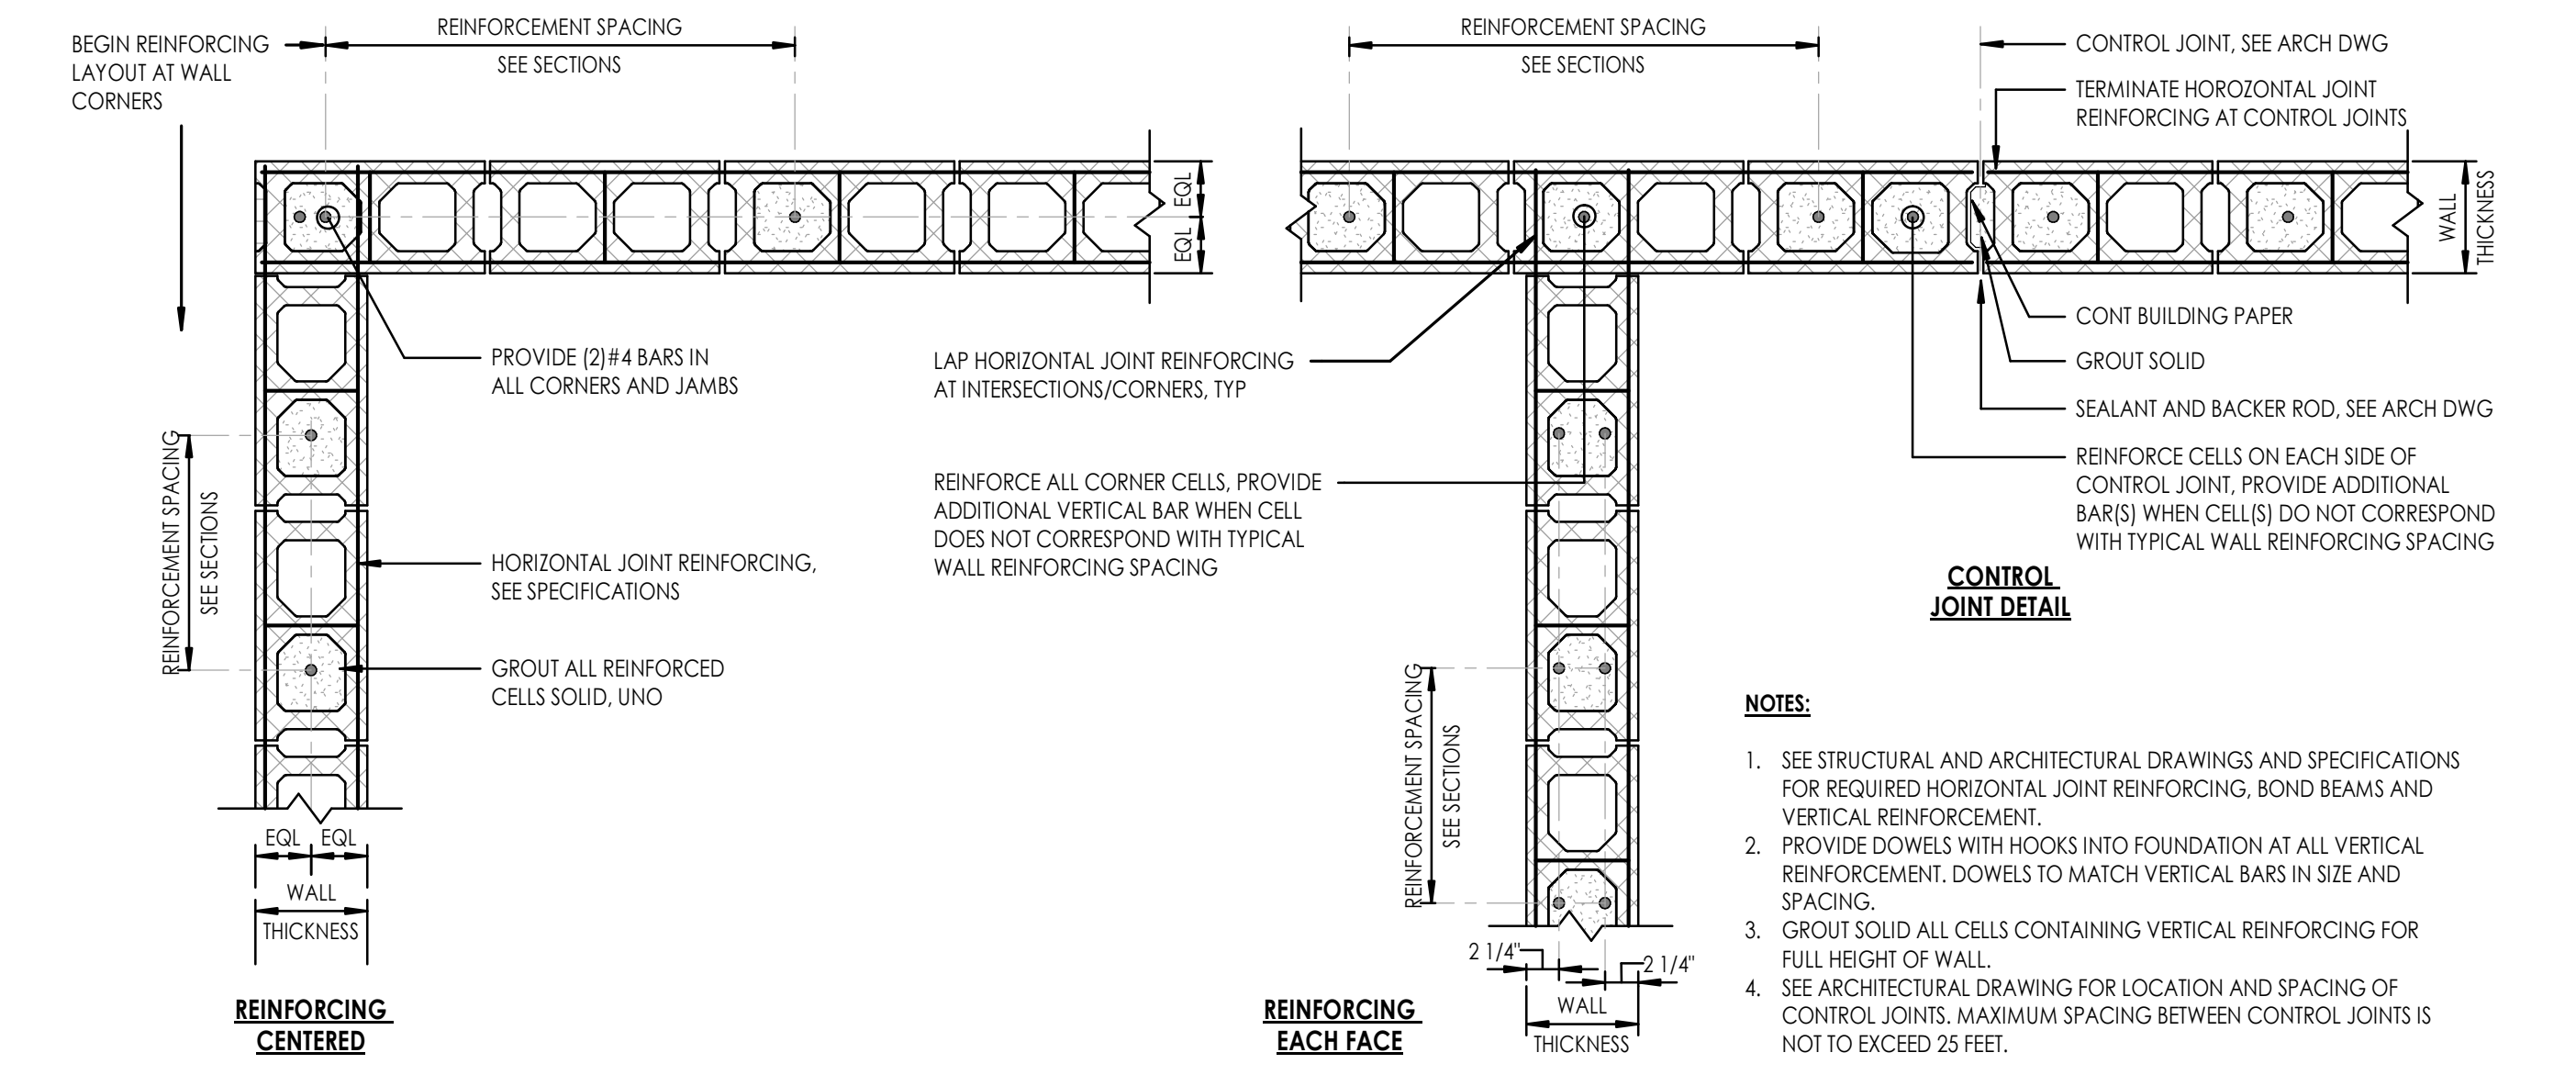 BEGIN REINFORCING
LAYOUT AT WALL
CORNERS
REINFORCEMENT SPACING
SEE SECTIONS
EQL
EQL
PROVIDE (2)#4 BARS IN
ALL CORNERS AND JAMBS
REINFORCEMENT SPACING
SEE SECTIONS
HORIZONTAL JOINT REINFORCING,
SEE SPECIFICATIONS
GROUT ALL REINFORCED
CELLS SOLID, UNO
EQL
EQL
WALL
THICKNESS
REINFORCING
CENTERED
REINFORCEMENT SPACING
SEE SECTIONS
LAP HORIZONTAL JOINT REINFORCING
AT INTERSECTIONS/CORNERS, TYP
REINFORCE ALL CORNER CELLS, PROVIDE
ADDITIONAL VERTICAL BAR WHEN CELL
DOES NOT CORRESPOND WITH TYPICAL
WALL REINFORCING SPACING
REINFORCEMENT SPACING
SEE SECTIONS
2 1/4"
2 1/4"
WALL
THICKNESS
REINFORCING
EACH FACE
CONTROL JOINT, SEE ARCH DWG
TERMINATE HOROZONTAL JOINT
REINFORCING AT CONTROL JOINTS
WALL
THICKNESS
CONT BUILDING PAPER
GROUT SOLID
SEALANT AND BACKER ROD, SEE ARCH DWG
REINFORCE CELLS ON EACH SIDE OF
CONTROL JOINT, PROVIDE ADDITIONAL
BAR(S) WHEN CELL(S) DO NOT CORRESPOND
WITH TYPICAL WALL REINFORCING SPACING
CONTROL
JOINT DETAIL
NOTES:
1. SEE STRUCTURAL AND ARCHITECTURAL DRAWINGS AND SPECIFICATIONS
FOR REQUIRED HORIZONTAL JOINT REINFORCING, BOND BEAMS AND
VERTICAL REINFORCEMENT.
2. PROVIDE DOWELS WITH HOOKS INTO FOUNDATION AT ALL VERTICAL
REINFORCEMENT. DOWELS TO MATCH VERTICAL BARS IN SIZE AND
SPACING.
3. GROUT SOLID ALL CELLS CONTAINING VERTICAL REINFORCING FOR
FULL HEIGHT OF WALL.
4. SEE ARCHITECTURAL DRAWING FOR LOCATION AND SPACING OF
CONTROL JOINTS. MAXIMUM SPACING BETWEEN CONTROL JOINTS IS
NOT TO EXCEED 25 FEET.